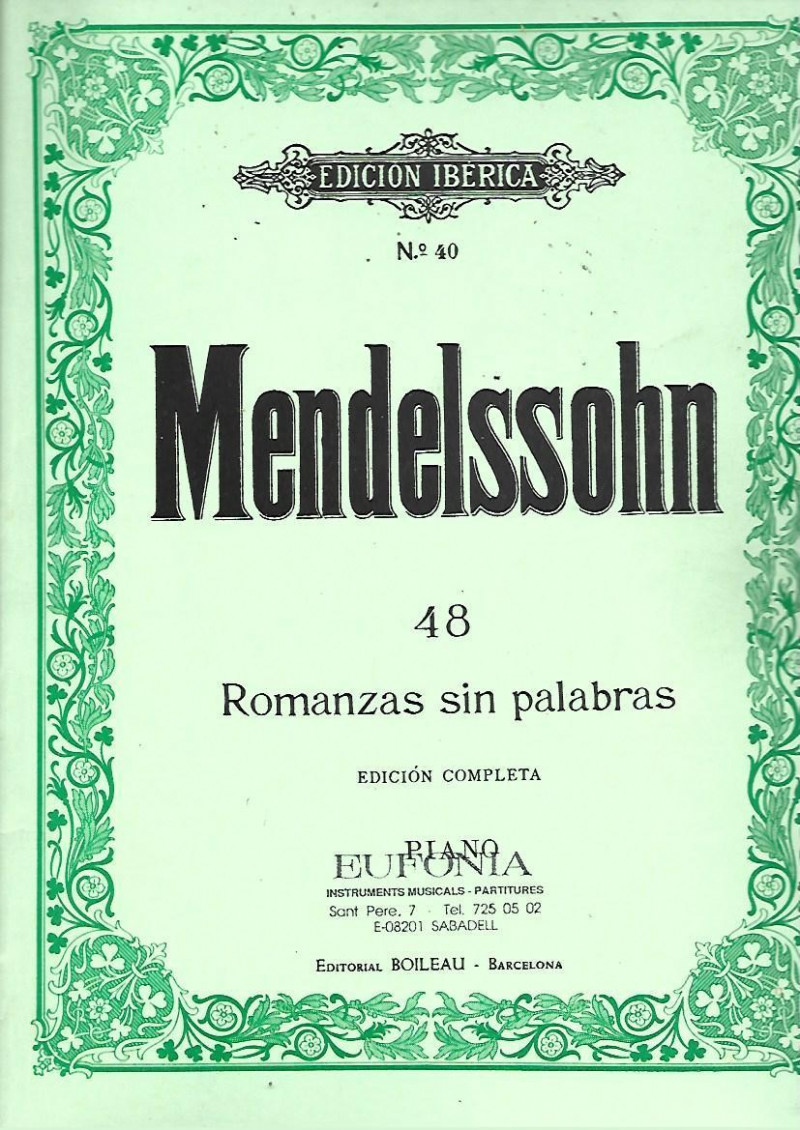 EDICION IBERICA
N.º 40
Mendelssohn
48
Romanzas sin palabras
EDICIÓN COMPLETA
PIANO
EUFONIA
INSTRUMENTS MUSICALS - PARTITURES
Sant Pere, 7 - Tel. 725 05 02
E-08201 SABADELL
EDITORIAL BOILEAU - BARCELONA